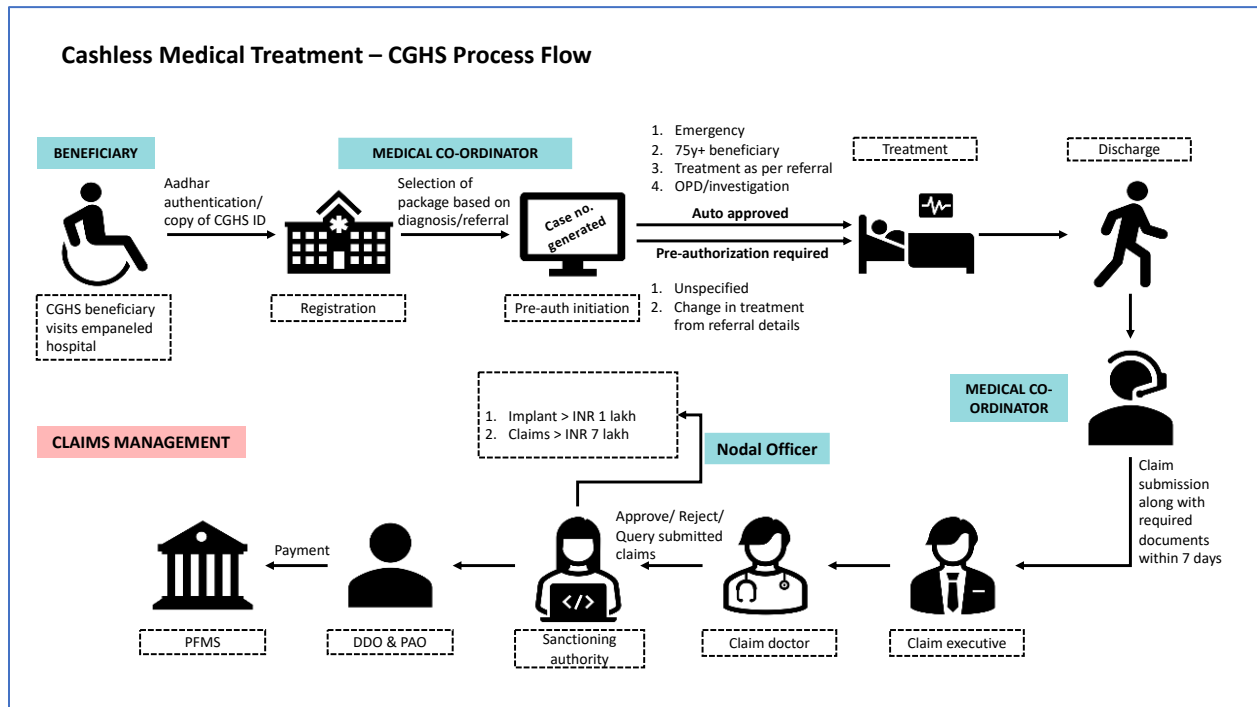 Cashless Medical Treatment – CGHS Process Flow
BENEFICIARY
Aadhar
authentication/
copy of CGHS ID
CGHS beneficiary
visits empaneled
hospital
MEDICAL CO-ORDINATOR
Registration
Selection of
package based on
diagnosis/referral
Case no.
generated
Pre-auth initiation
1. Emergency
2. 75y+ beneficiary
3. Treatment as per referral
4. OPD/investigation
Auto approved
Pre-authorization required
1. Unspecified
2. Change in treatment
from referral details
Treatment
Discharge
MEDICAL CO-
ORDINATOR
Claim
submission
along with
required
documents
within 7 days
CLAIMS MANAGEMENT
1. Implant > INR 1 lakh
2. Claims > INR 7 lakh
Nodal Officer
Claim executive
Claim doctor
Approve/ Reject/
Query submitted
claims
</>
Sanctioning
authority
DDO & PAO
Payment
PFMS